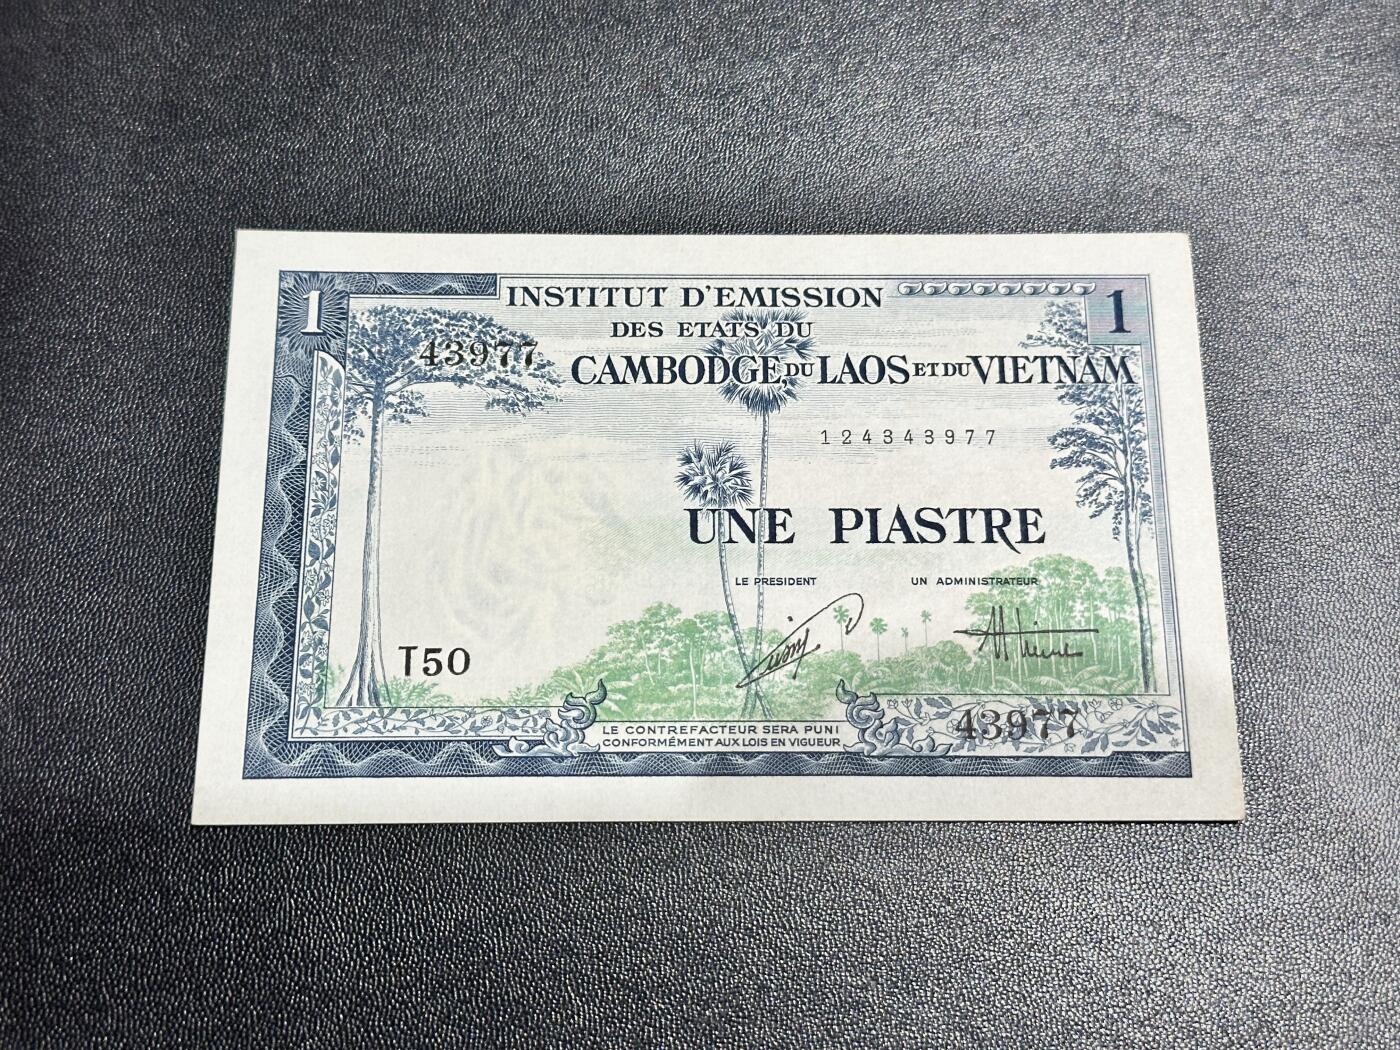 1
INSTITUT D'EMISSION
1
DES ETATS DU
43977
CAMBODGE, DU LAOS ET DU VIETNAM
124343977
UNE PIASTRE
LE PRESIDENT
UN ADMINISTRATEUR
T50
43977
LE CONTREFACTEUR SERA PUNI
CONFORMÉMENT AUX LOIS EN VIGUEUR